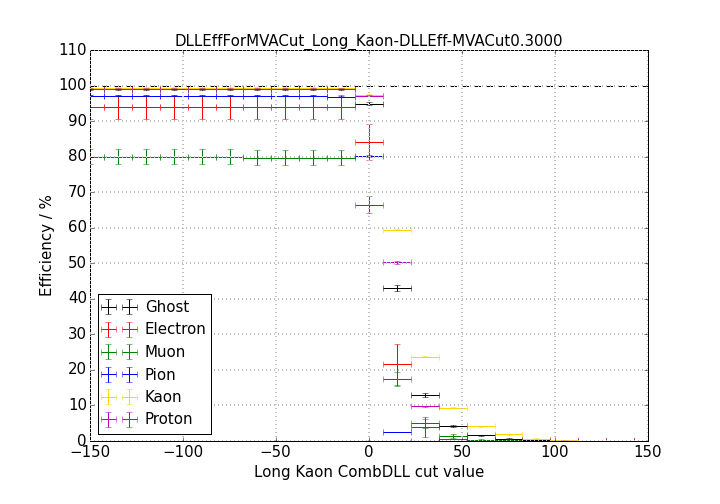 DLLEffForMVACut_Long_Kaon-DLLEff-MVACut0.3000
110
100
90
80
70
60
50
40
30
20
10
0
Efficiency / %
Ghost
Electron
Muon
Pion
Kaon
Proton
−150 −100 −50 0 50 100 150
Long Kaon CombDLL cut value